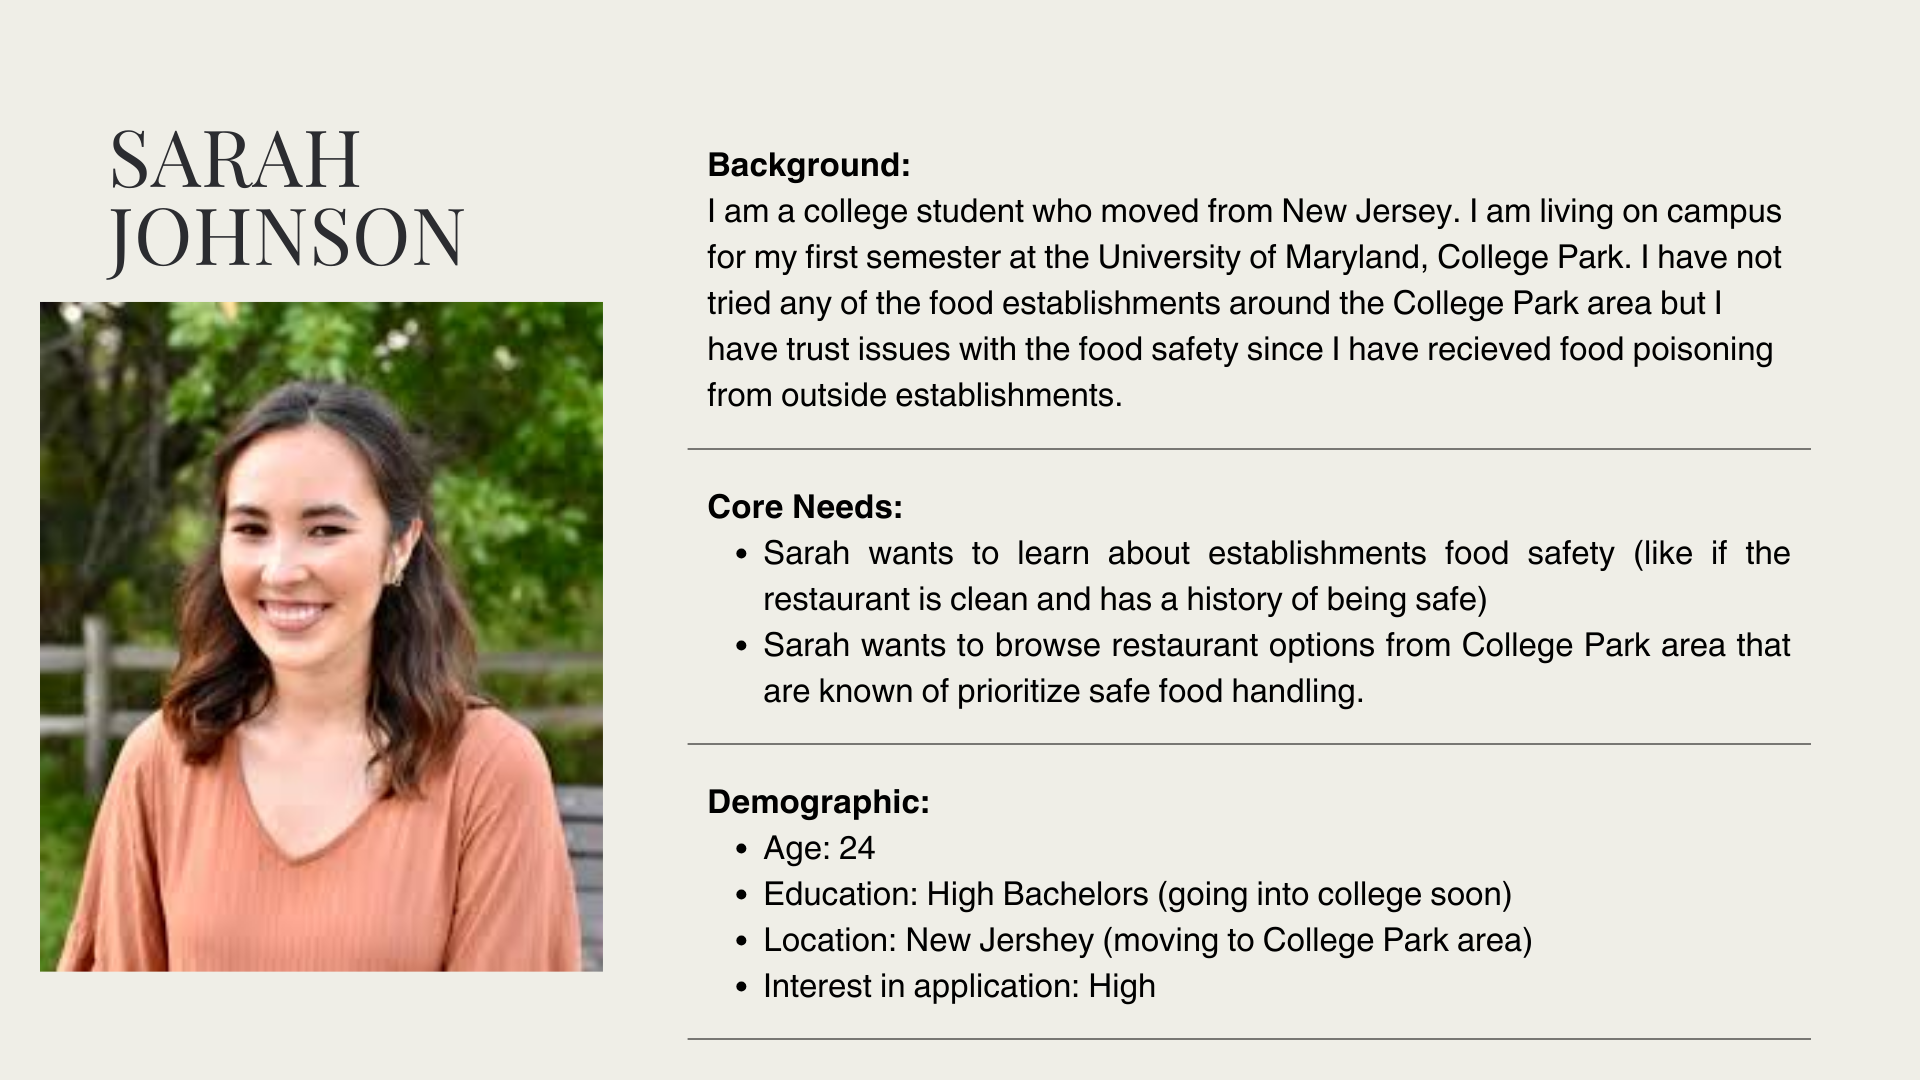 SARAH
JOHNSON
Background:
I am a college student who moved from New Jersey. I am living on campus
for my first semester at the University of Maryland, College Park. I have not
tried any of the food establishments around the College Park area but I
have trust issues with the food safety since I have recieved food poisoning
from outside establishments.
Core Needs:
• Sarah wants to learn about establishments food safety (like if the
restaurant is clean and has a history of being safe)
• Sarah wants to browse restaurant options from College Park area that
are known of prioritize safe food handling.
Demographic:
• Age: 24
• Education: High Bachelors (going into college soon)
• Location: New Jershey (moving to College Park area)
• Interest in application: High